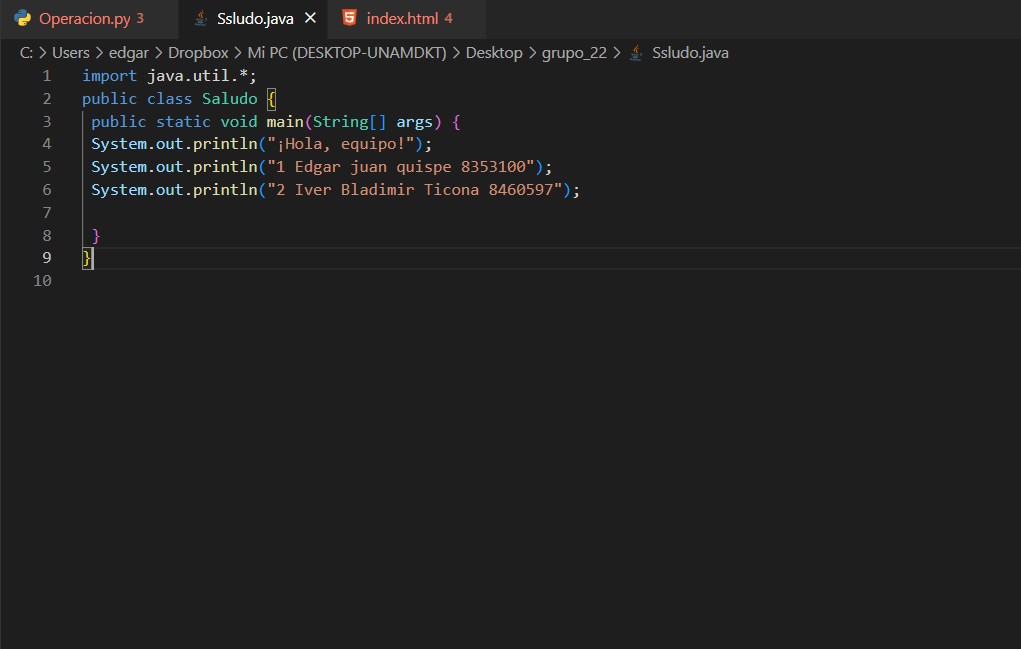 Operacion.py 3 Ssludo.java × index.html 4
C: > Users > edgar > Dropbox > Mi PC (DESKTOP-UNAMDKT) > Desktop > grupo_22 > Ssludo.java
1 import java.util.*;
2 public class Saludo {
3 public static void main(String[] args) {
4 System.out.println("¡Hola, equipo!");
5 System.out.println("1 Edgar juan quispe 8353100");
6 System.out.println("2 Iver Bladimir Ticona 8460597");
7
8 }
9 }
10